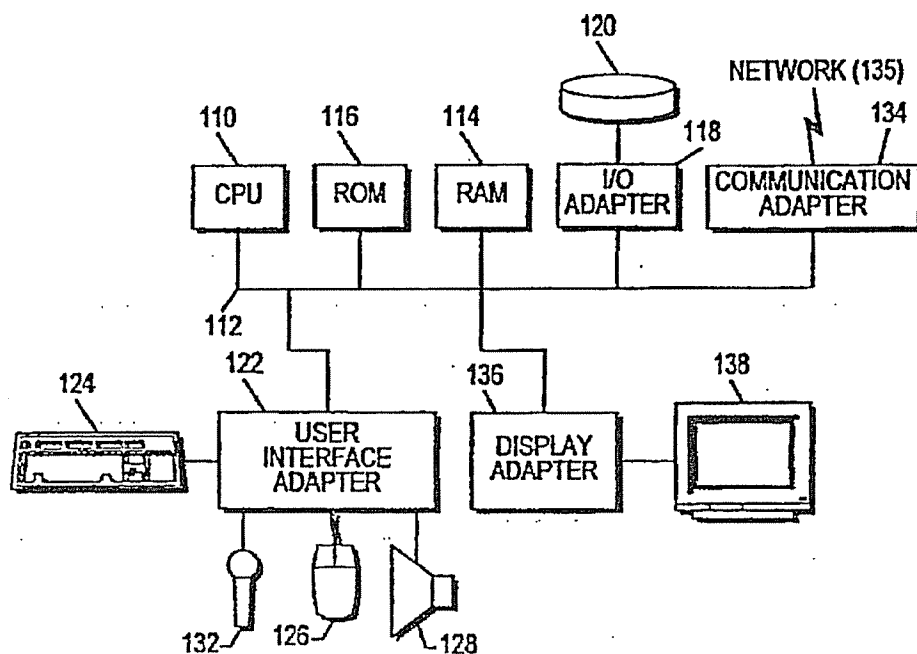 120
NETWORK (135)
110
116
114
118
134
CPU
ROM
RAM
I/O
ADAPTER
COMMUNICATION
ADAPTER
112
122
136
138
124
USER
INTERFACE
ADAPTER
DISPLAY
ADAPTER
132
126
128